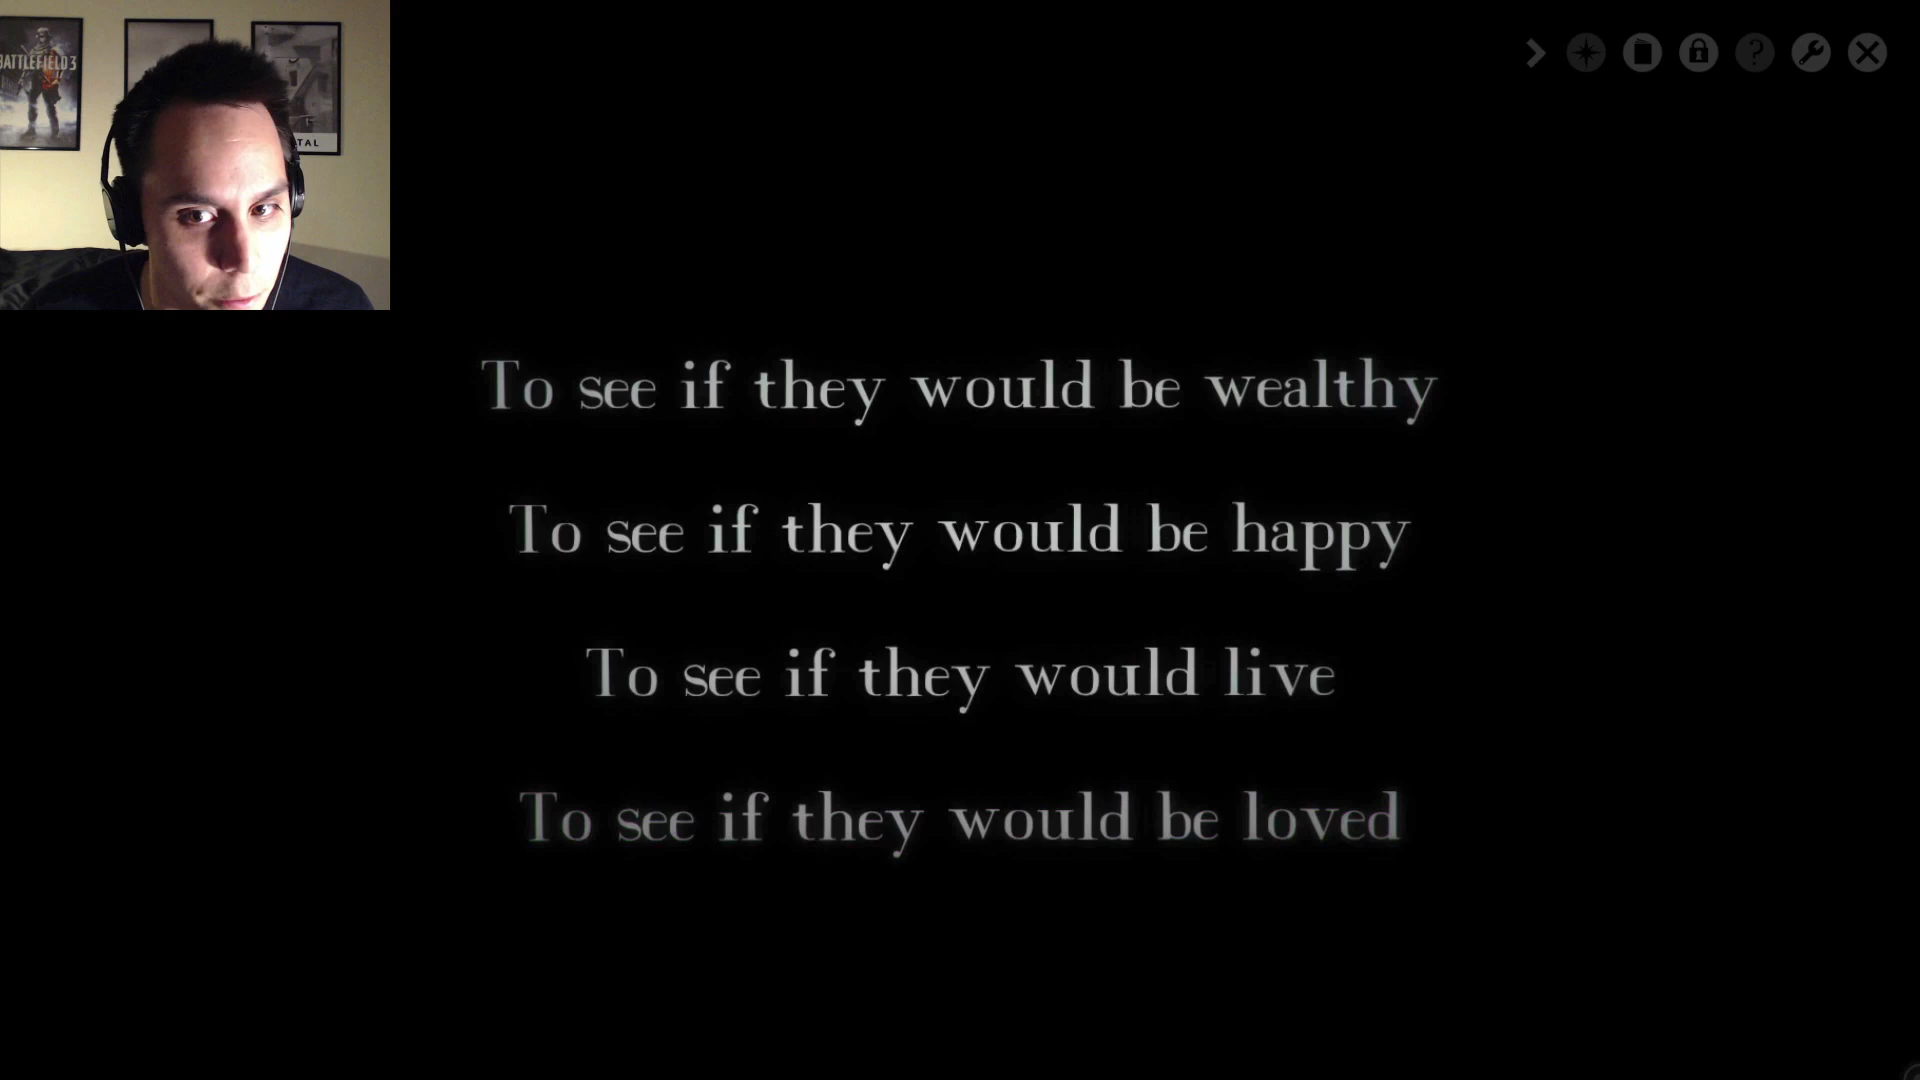 BATTLEFIELD 3
TAL
To see if they would be wealthy
To see if they would be happy
To see if they would live
To see if they would be loved